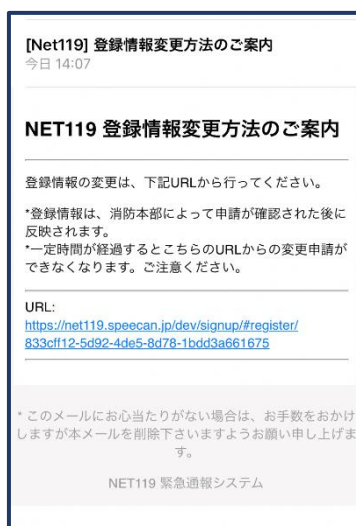 [Net119] 登録情報変更方法のご案内
今日 14:07
NET119 登録情報変更方法のご案内
登録情報の変更は、下記URLから行ってください。
*登録情報は、消防本部によって申請が確認された後に
反映されます。
*一定時間が経過するとこちらのURLからの変更申請が
できなくなります。ご注意ください。
URL:
https://net119.speecan.jp/dev/signup/#register/
833cff12-5d92-4de5-8d78-1bdd3a661675
* このメールにお心当たりがない場合は、お手数をおかけ
しますが本メールを削除下さいますようお願い申し上げま
す。
NET119 緊急通報システム